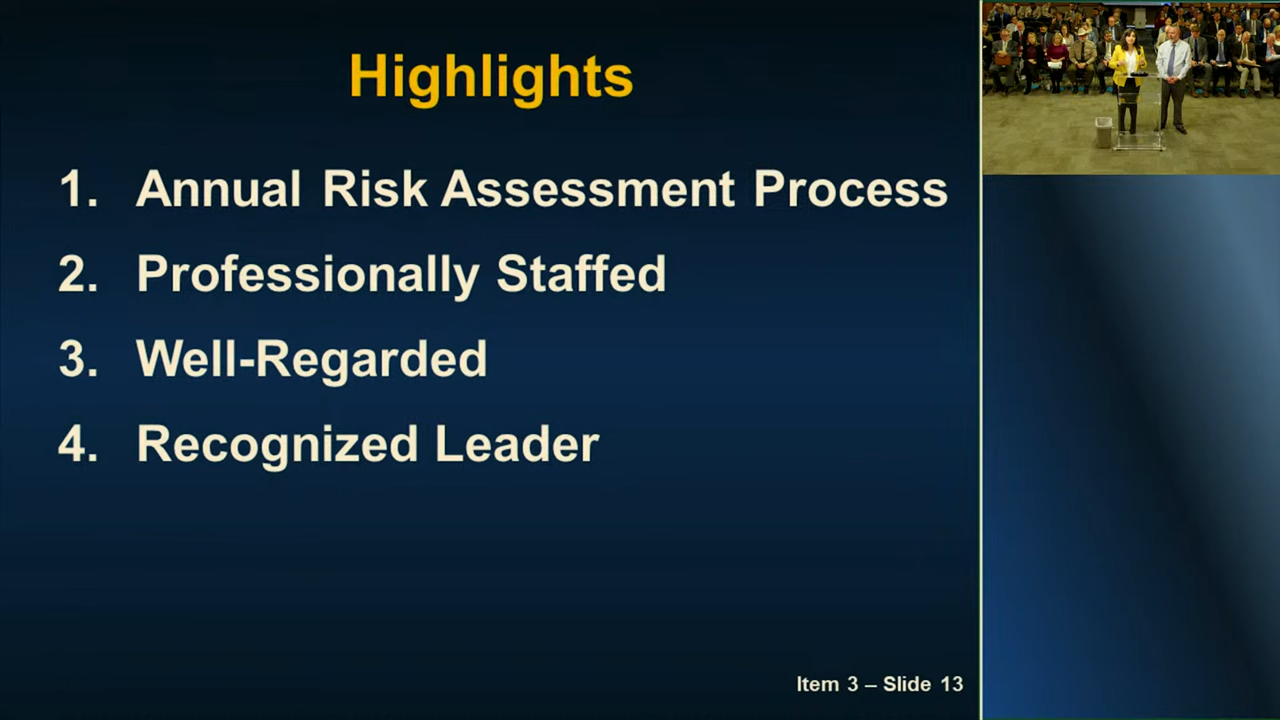 Highlights
1. Annual Risk Assessment Process
2. Professionally Staffed
3. Well-Regarded
4. Recognized Leader
Item 3 – Slide 13